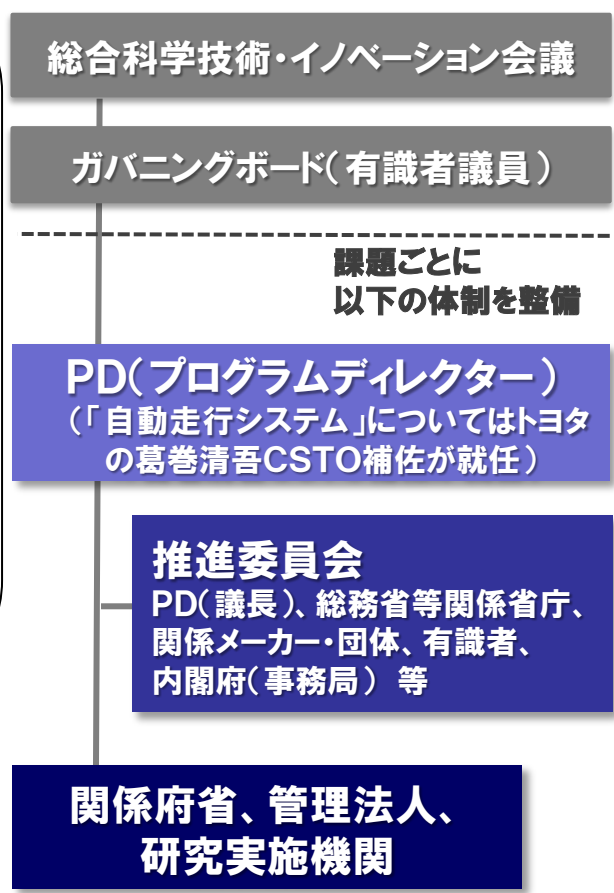 総合科学技術・イノベーション会議
ガバニングボード(有識者議員)
課題ごとに
以下の体制を整備
PD(プログラムディレクター)
(「自動走行システム」についてはトヨタ
の葛巻清吾CSTO補佐が就任)
推進委員会
PD(議長)、総務省等関係省庁、
関係メーカー・団体、有識者、
内閣府(事務局) 等
関係府省、管理法人、
研究実施機関